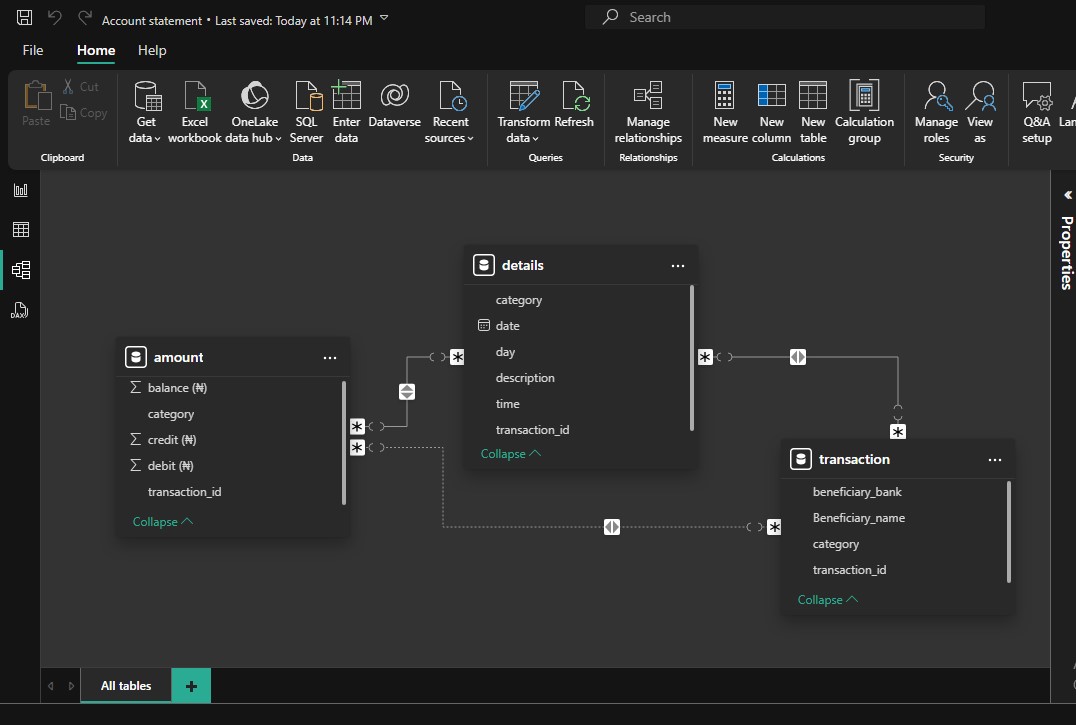 Account statement • Last saved: Today at 11:14 PM
Search
File
Home
Help
Paste
Cut
Copy
Clipboard
Get data
Excel workbook
OneLake data hub
SQL Server
Enter data
Dataverse
Recent sources
Data
Transform data
Refresh
Queries
Manage relationships
Relationships
New measure
New column
New table
Calculation group
Calculations
Manage roles
View as
Security
Q&A setup
Lan
Properties
details
category
date
day
description
time
transaction_id
Collapse
amount
balance (₦)
category
credit (₦)
debit (₦)
transaction_id
Collapse
transaction
beneficiary_bank
Beneficiary_name
category
transaction_id
Collapse
All tables